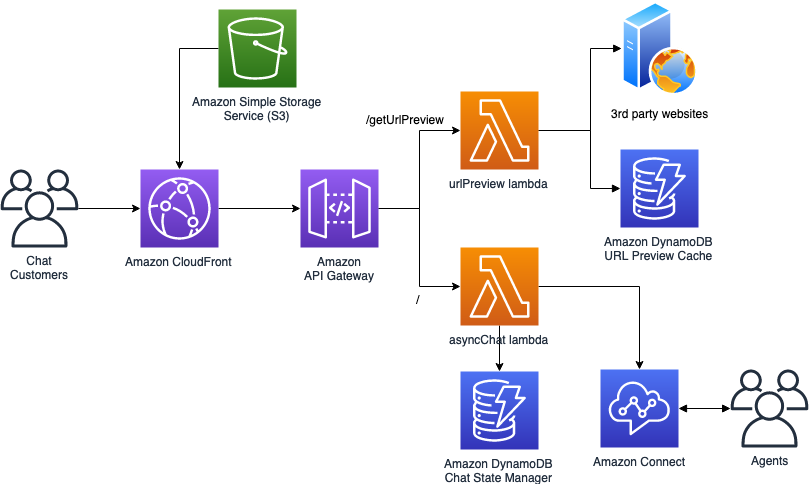 Amazon Simple Storage
Service (S3)
3rd party websites
/getUrlPreview
urlPreview lambda
Chat
Customers
Amazon CloudFront
Amazon
API Gateway
</>
Amazon DynamoDB
URL Preview Cache
/
asyncChat lambda
Amazon DynamoDB
Chat State Manager
Amazon Connect
Agents